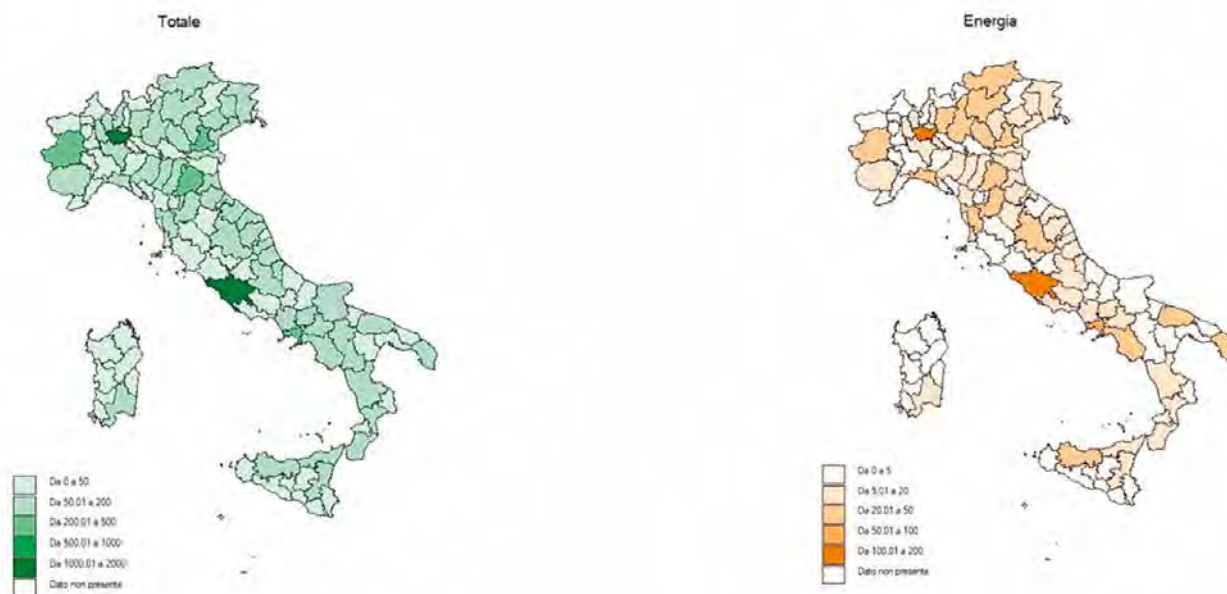 Totale
Energia
Da 0 a 50
Da 50.01 a 200
Da 200.01 a 500
Da 500.01 a 1000
Da 1000.01 a 2000
Dato non presente
Da 0 a 5
Da 5.01 a 20
Da 20.01 a 50
Da 50.01 a 100
Da 100.01 a 200
Dato non presente